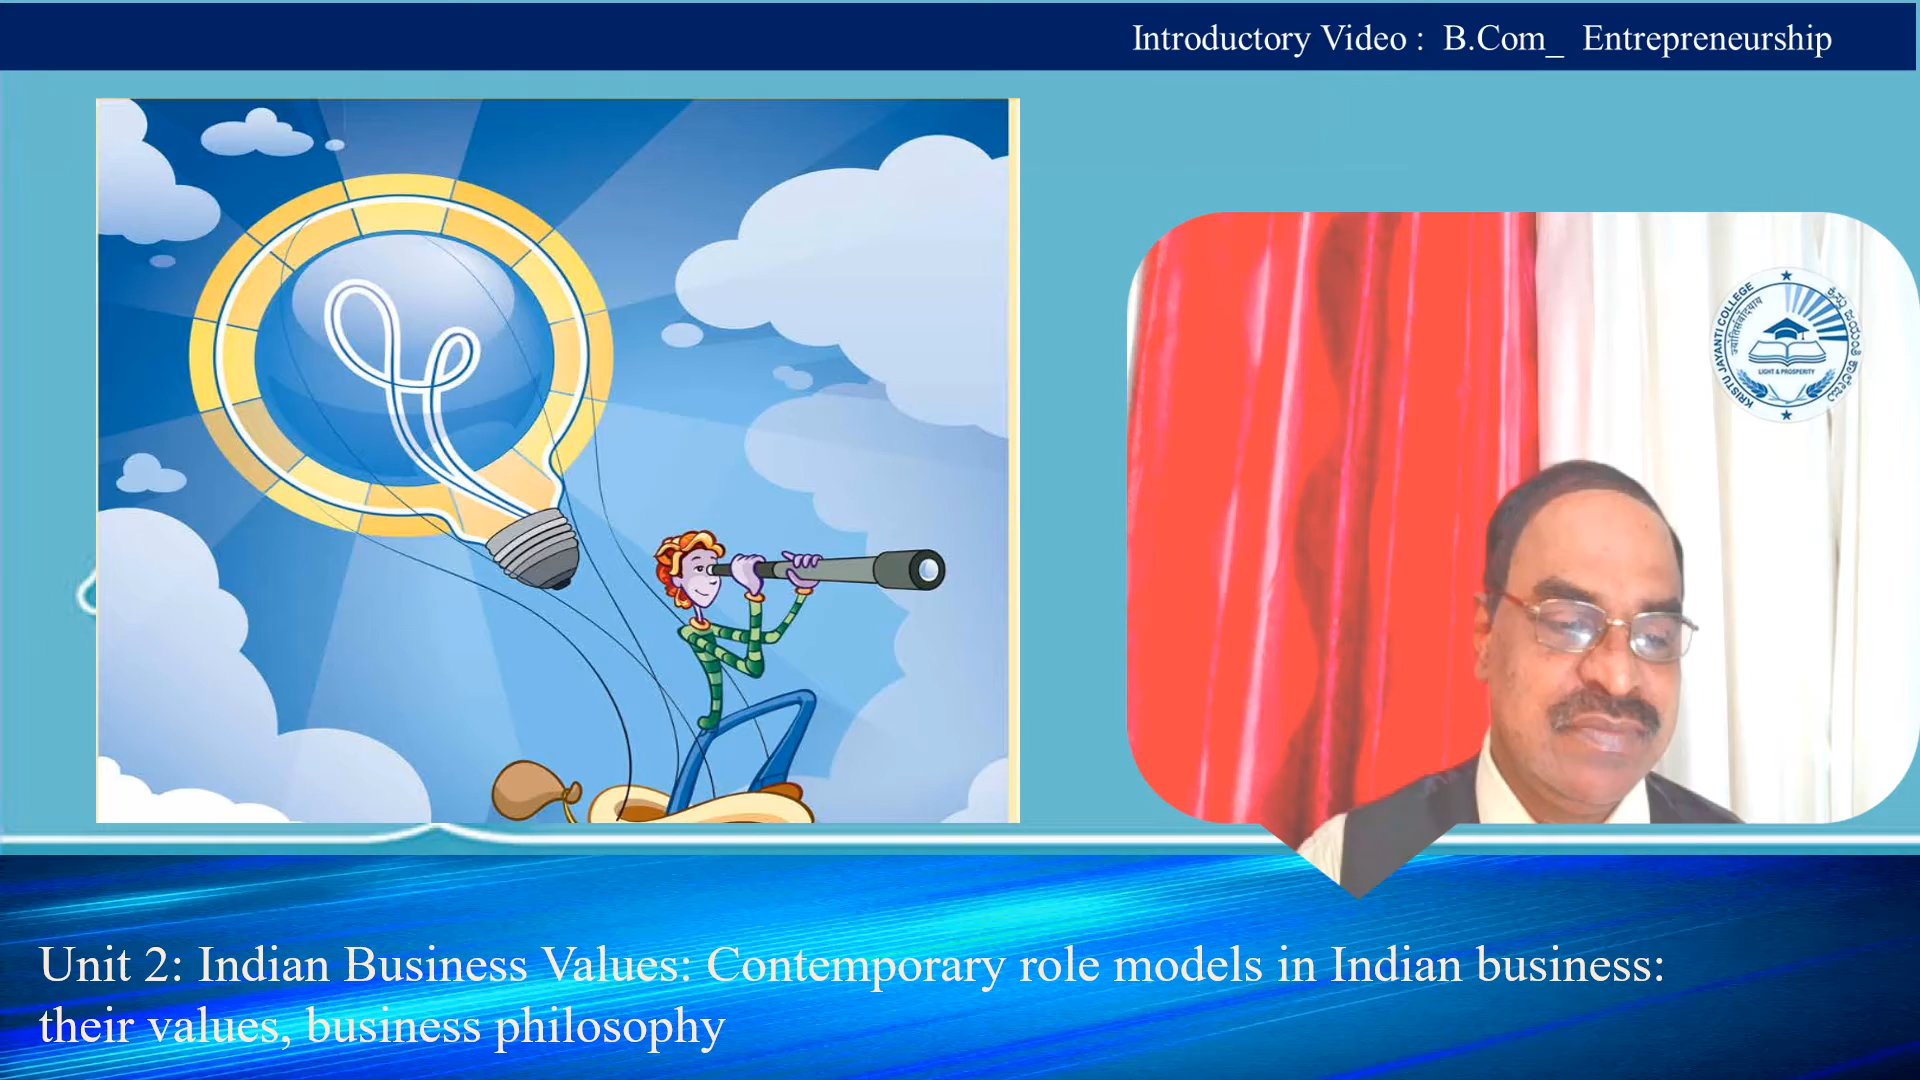 Introductory Video : B.Com_ Entrepreneurship
KRISTU JAYANTI COLLEGE
ಕ್ರಿಸ್ತು ಜಯಂತಿ ಕಾಲೇಜು
LIGHT & PROSPERITY
Unit 2: Indian Business Values: Contemporary role models in Indian business:
their values, business philosophy